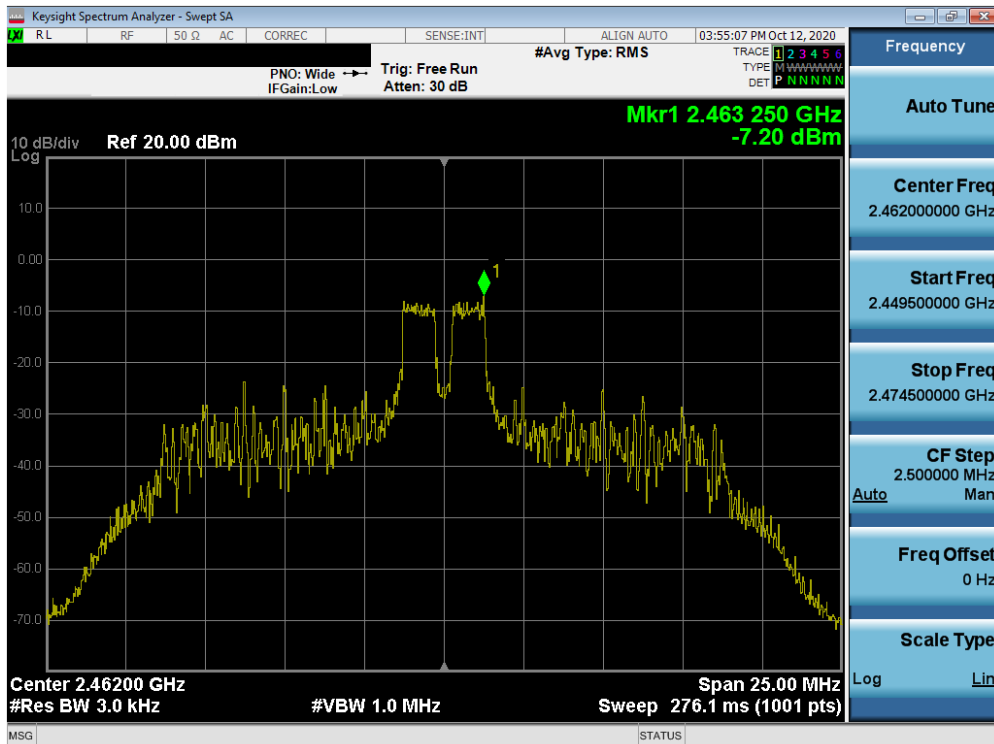 Keysight Spectrum Analyzer - Swept SA
LXI RL RF 50 Ω AC CORREC SENSE:INT ALIGN AUTO 03:55:07 PM Oct 12, 2020
#Avg Type: RMS TRACE 1 2 3 4 5 6
PNO: Wide Trig: Free Run TYPE M W W W W W
IFGain:Low Atten: 30 dB DET P N N N N N
Mkr1 2.463 250 GHz
-7.20 dBm
10 dB/div Ref 20.00 dBm
Log
10.0
0.00
1
-10.0
-20.0
-30.0
-40.0
-50.0
-60.0
-70.0
Center 2.46200 GHz Span 25.00 MHz
#Res BW 3.0 kHz #VBW 1.0 MHz Sweep 276.1 ms (1001 pts)
MSG STATUS
Frequency
Auto Tune
Center Freq
2.462000000 GHz
Start Freq
2.449500000 GHz
Stop Freq
2.474500000 GHz
CF Step
2.500000 MHz
Auto Man
Freq Offset
0 Hz
Scale Type
Log Lin